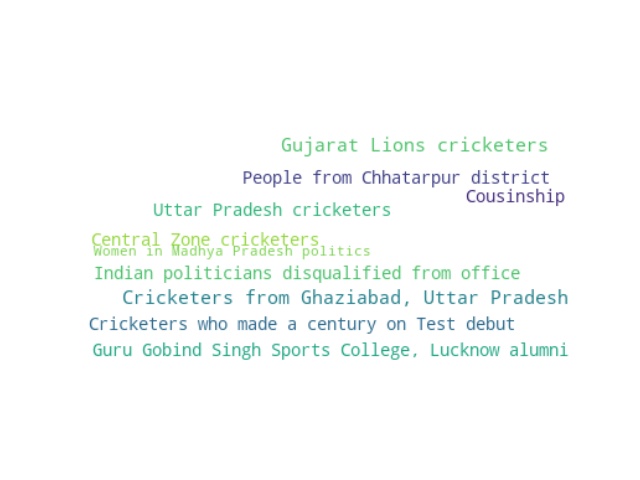 Gujarat Lions cricketers
People from Chhatarpur district
Cousinship
Uttar Pradesh cricketers
Central Zone cricketers
Women in Madhya Pradesh politics
Indian politicians disqualified from office
Cricketers from Ghaziabad, Uttar Pradesh
Cricketers who made a century on Test debut
Guru Gobind Singh Sports College, Lucknow alumni